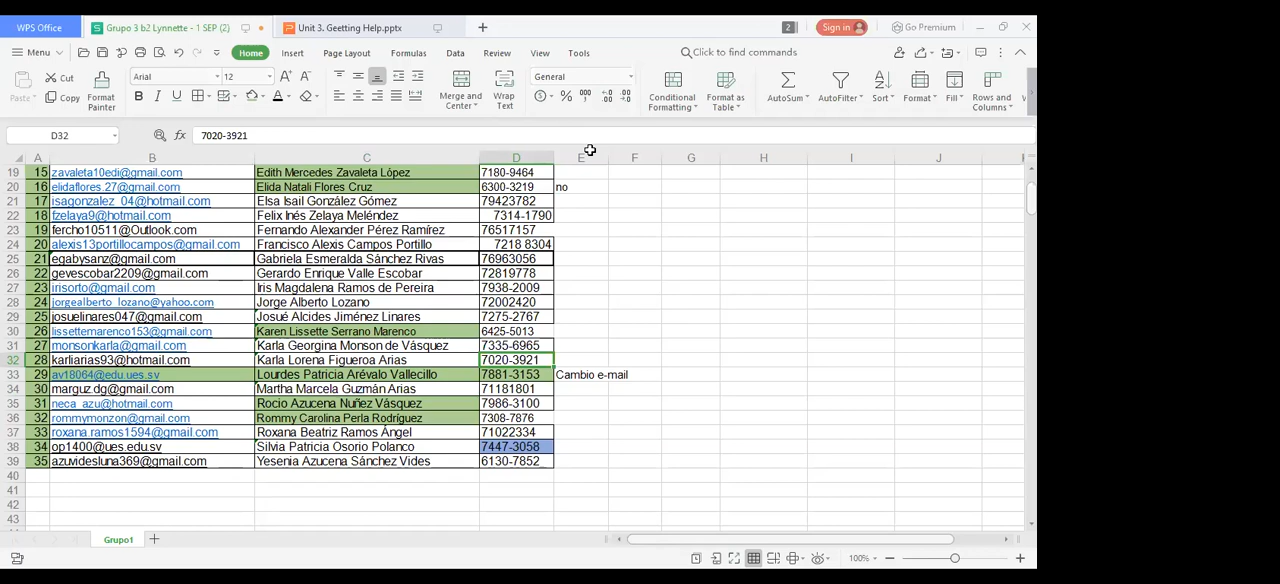 WPS Office Grupo 3 b2 Lynnette - 1 SEP (2) Unit 3. Geetting Help.pptx + 2 Sign in Go Premium
Menu Home Insert Page Layout Formulas Data Review View Tools Click to find commands
Paste Cut Copy Format Painter Arial 12 A+ A- B I U A Merge and Center Wrap Text General % 000 Conditional Formatting Format as Table AutoSum AutoFilter Sort Format Fill Rows and Columns
D32 fx 7020-3921
A B C D E F G H I J
19 15 zavaleta10edi@gmail.com Edith Mercedes Zavaleta López 7180-9464
20 16 elidaflores.27@gmail.com Elida Natali Flores Cruz 6300-3219 no
21 17 isagonzalez_04@hotmail.com Elsa Isail González Gómez 79423782
22 18 fzelaya9@hotmail.com Felix Inés Zelaya Meléndez 7314-1790
23 19 fercho10511@Outlook.com Fernando Alexander Pérez Ramírez 76517157
24 20 alexis13portillocampos@gmail.com Francisco Alexis Campos Portillo 7218 8304
25 21 egabysanz@gmail.com Gabriela Esmeralda Sánchez Rivas 76963056
26 22 gevescobar2209@gmail.com Gerardo Enrique Valle Escobar 72819778
27 23 irisorto@gmail.com Iris Magdalena Ramos de Pereira 7938-2009
28 24 jorgealberto_lozano@yahoo.com Jorge Alberto Lozano 72002420
29 25 josuelinares047@gmail.com Josué Alcides Jiménez Linares 7275-2767
30 26 lissettemarenco153@gmail.com Karen Lissette Serrano Marenco 6425-5013
31 27 monsonkarla@gmail.com Karla Georgina Monson de Vásquez 7335-6965
32 28 karliarias93@hotmail.com Karla Lorena Figueroa Arias 7020-3921
33 29 av18064@edu.ues.sv Lourdes Patricia Arévalo Vallecillo 7881-3153 Cambio e-mail
34 30 marguz.dg@gmail.com Martha Marcela Guzmán Arias 71181801
35 31 neca_azu@hotmail.com Rocio Azucena Nuñez Vásquez 7986-3100
36 32 rommymonzon@gmail.com Rommy Carolina Perla Rodríguez 7308-7876
37 33 roxana.ramos1594@gmail.com Roxana Beatriz Ramos Ángel 71022334
38 34 op1400@ues.edu.sv Silvia Patricia Osorio Polanco 7447-3058
39 35 azuvidesluna369@gmail.com Yesenia Azucena Sánchez Vides 6130-7852
40
41
42
43
Grupo1 +
100% - +